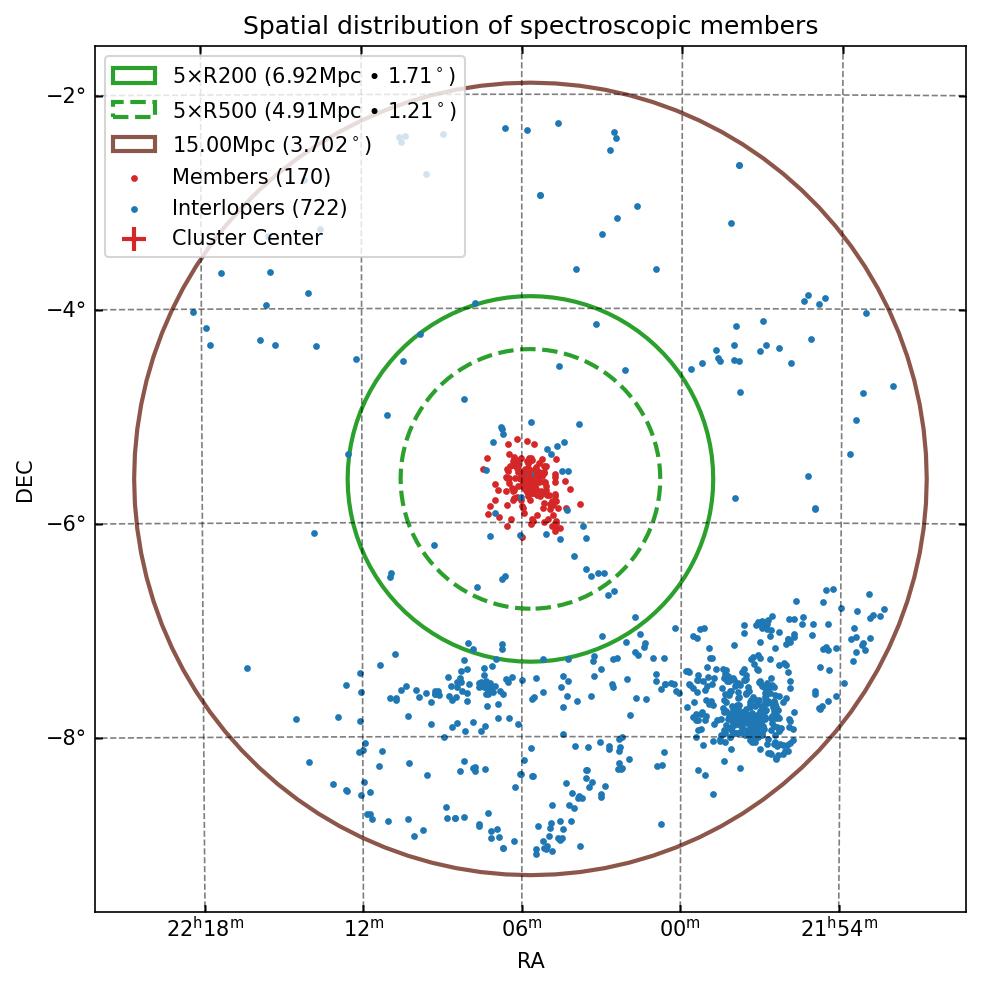 Spatial distribution of spectroscopic members
5×R200 (6.92Mpc • 1.71°)
5×R500 (4.91Mpc • 1.21°)
15.00Mpc (3.702°)
Members (170)
Interlopers (722)
Cluster Center
−2°
−4°
−6°
−8°
DEC
22ʰ18ᵐ 12ᵐ 06ᵐ 00ᵐ 21ʰ54ᵐ
RA